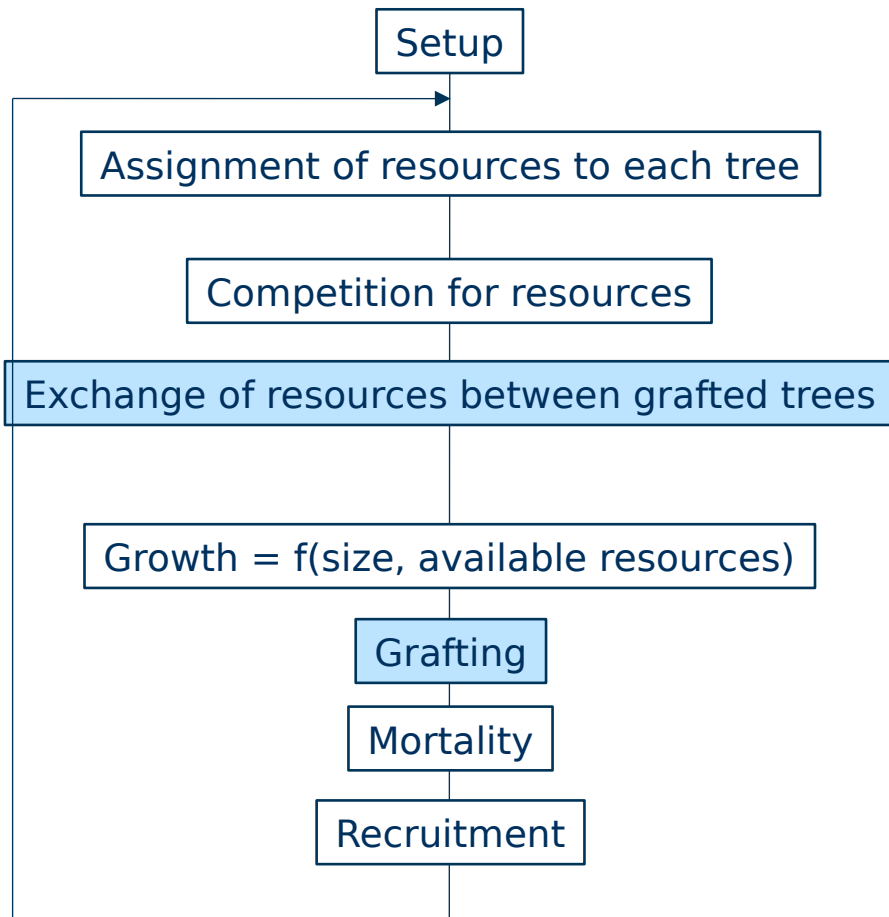 Setup
Assignment of resources to each tree
Competition for resources
Exchange of resources between grafted trees
Growth = f(size, available resources)
Grafting
Mortality
Recruitment